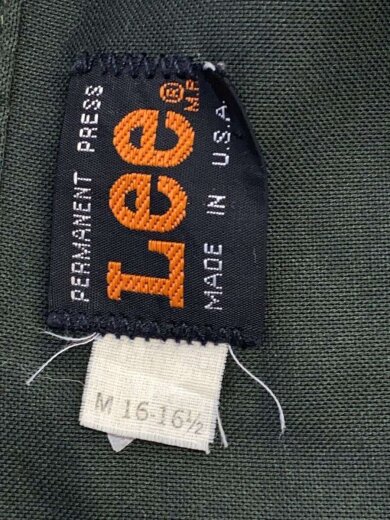 PERMANENT PRESS
Lee® M.R.
MADE IN U.S.A.
M 16-16½